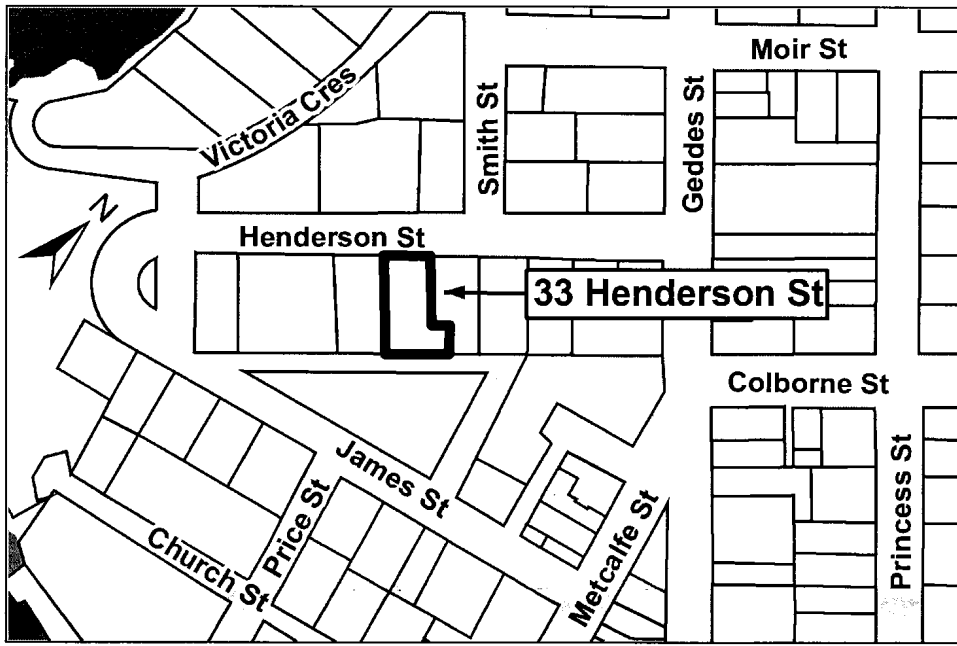 Moir St
Victoria Cres
Smith St
Geddes St
N
Henderson St
33 Henderson St
Colborne St
James St
Price St
Church St
Metcalfe St
Princess St